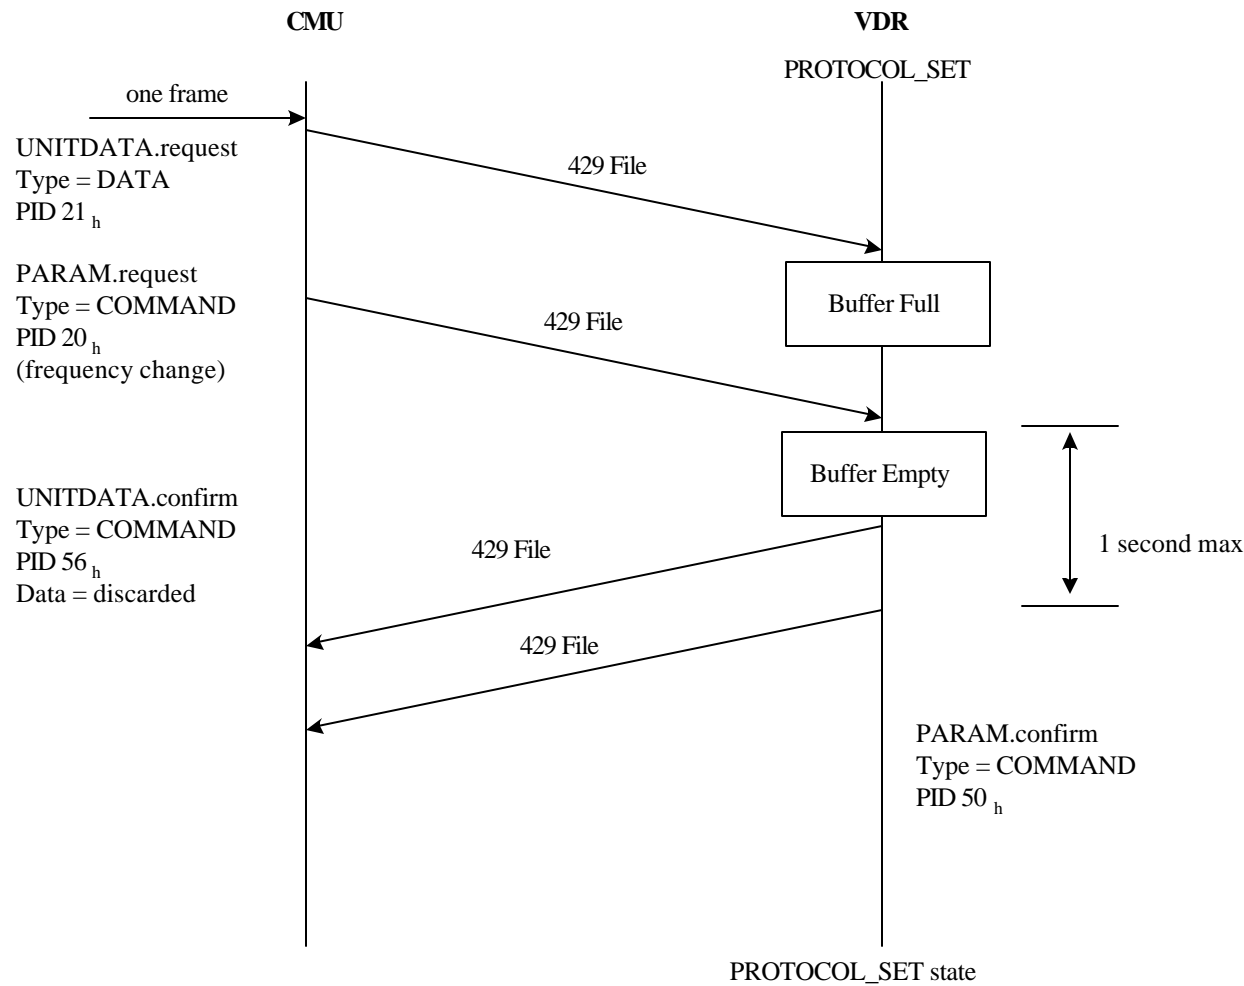 CMU
VDR
PROTOCOL_SET
one frame
UNITDATA.request
Type = DATA
PID 21 h
429 File
PARAM.request
Type = COMMAND
PID 20 h
(frequency change)
Buffer Full
429 File
Buffer Empty
UNITDATA.confirm
Type = COMMAND
PID 56 h
Data = discarded
429 File
1 second max
429 File
PARAM.confirm
Type = COMMAND
PID 50 h
PROTOCOL_SET state